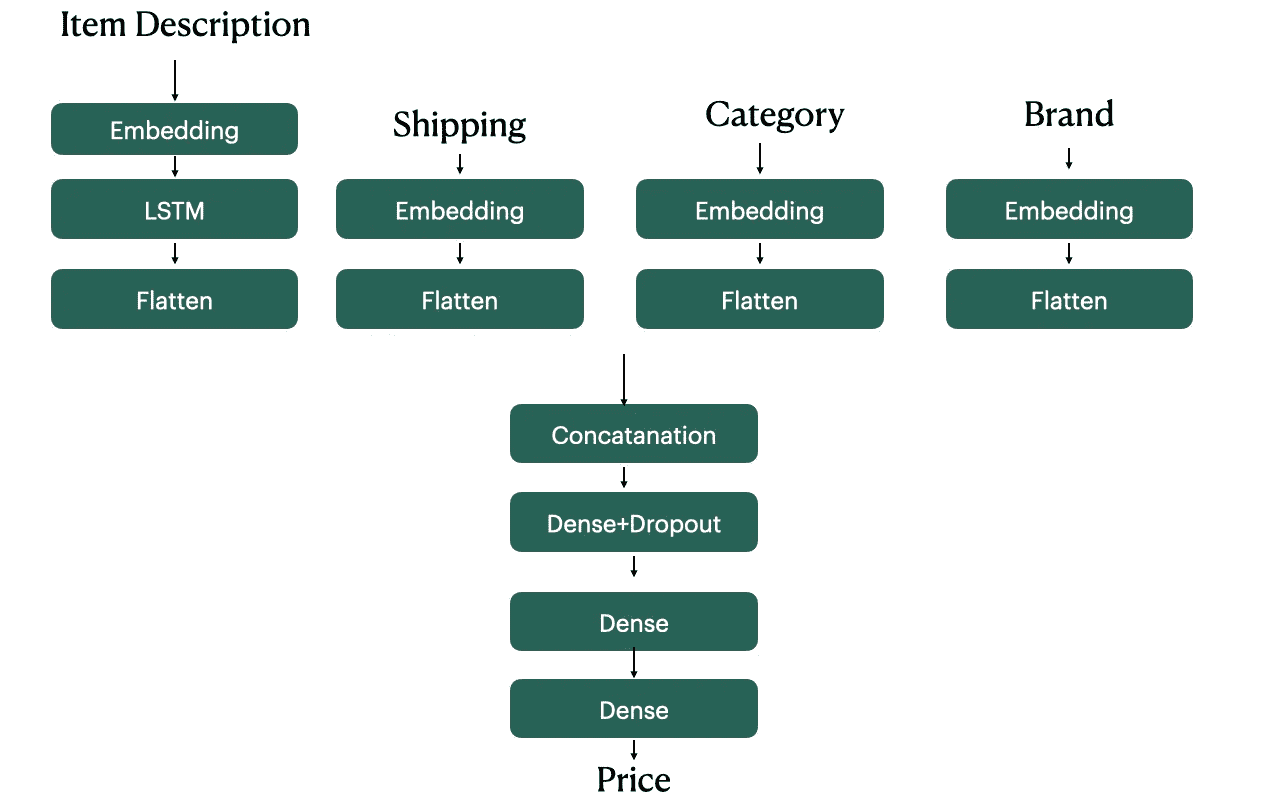 Item Description
Embedding
LSTM
Flatten
Shipping
Embedding
Flatten
Category
Embedding
Flatten
Brand
Embedding
Flatten
Concatanation
Dense+Dropout
Dense
Dense
Price